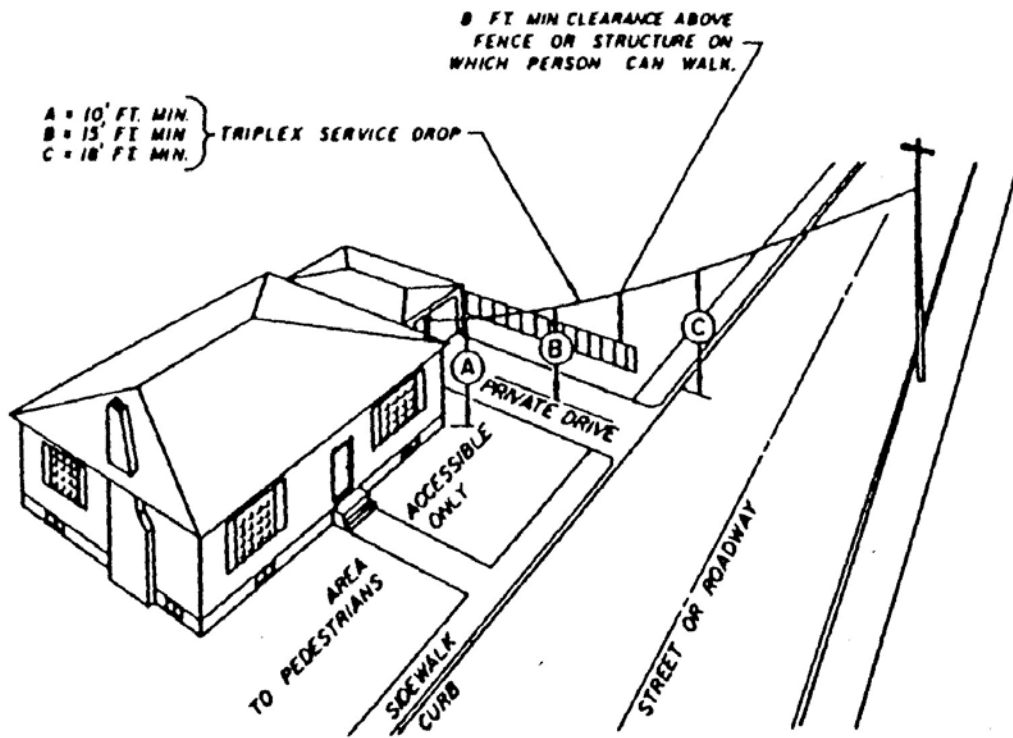 8 FT. MIN CLEARANCE ABOVE
FENCE OR STRUCTURE ON
WHICH PERSON CAN WALK.
A = 10' FT. MIN.
B = 15' FT MIN
C = 18' FT. MIN.
TRIPLEX SERVICE DROP
A
B
C
PRIVATE DRIVE
ACCESSIBLE
ONLY
AREA
TO PEDESTRIANS
SIDEWALK
CURB
STREET OR ROADWAY